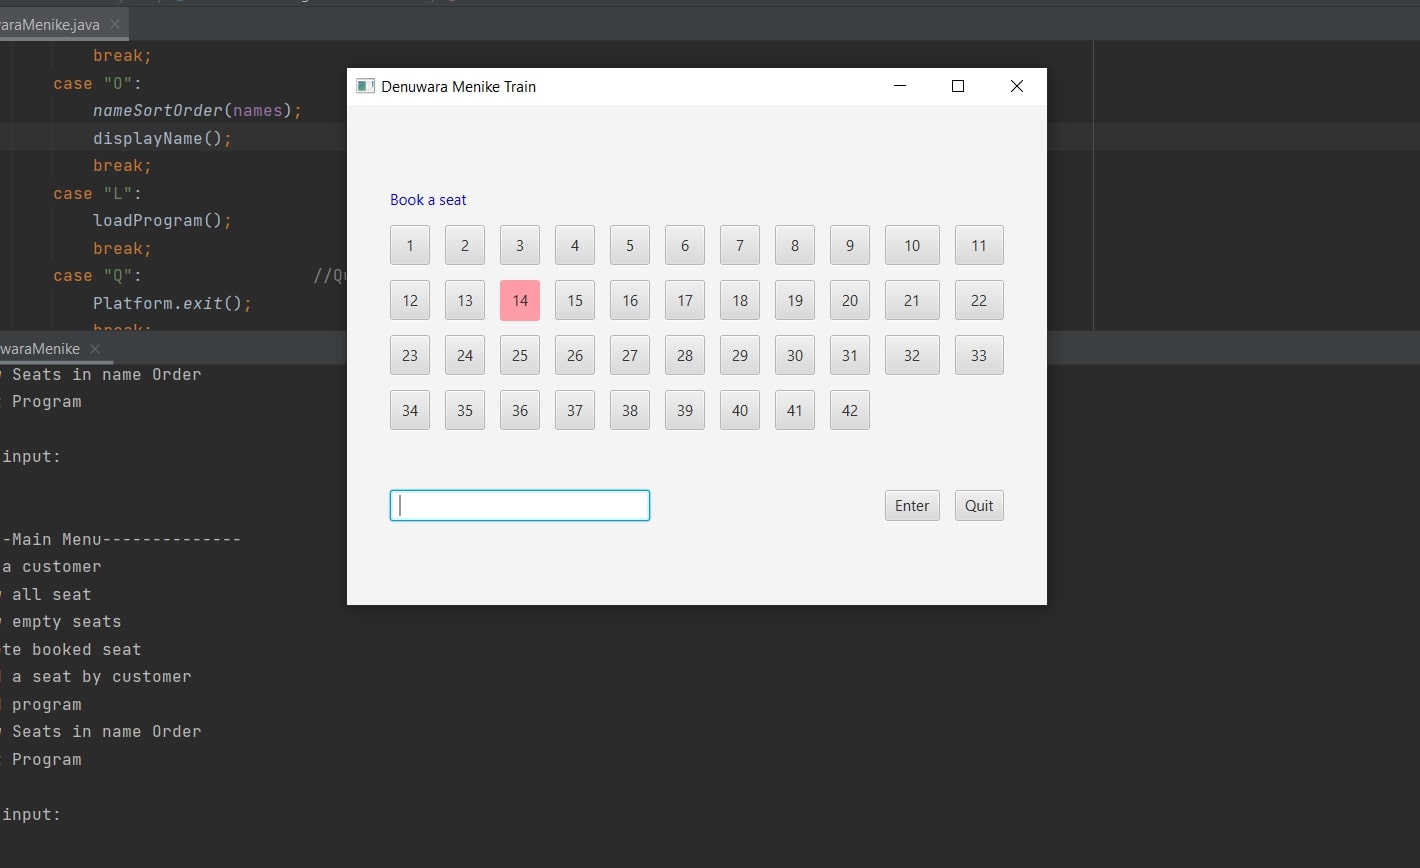 araMenike.java
break;
case "O":
nameSortOrder(names);
displayName();
break;
case "L":
loadProgram();
break;
case "Q": //Q
Platform.exit();
break;
Denuwara Menike Train
Book a seat
1 2 3 4 5 6 7 8 9 10 11
12 13 14 15 16 17 18 19 20 21 22
23 24 25 26 27 28 29 30 31 32 33
34 35 36 37 38 39 40 41 42
Enter Quit
waraMenike
Seats in name Order
Program
input:
-Main Menu--------------
a customer
all seat
empty seats
te booked seat
a seat by customer
program
Seats in name Order
Program
input: